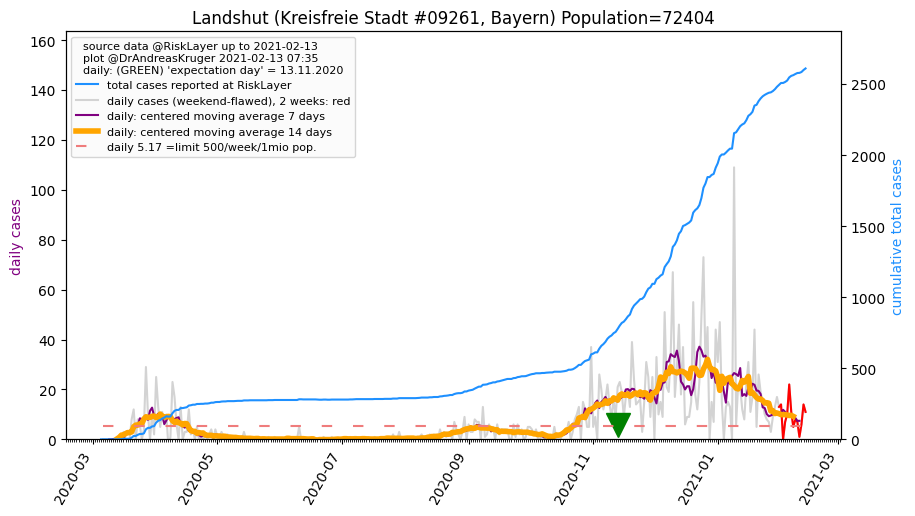 Landshut (Kreisfreie Stadt #09261, Bayern) Population=72404
source data @RiskLayer up to 2021-02-13
plot @DrAndreasKruger 2021-02-13 07:35
daily: (GREEN) 'expectation day' = 13.11.2020
total cases reported at RiskLayer
daily cases (weekend-flawed), 2 weeks: red
daily: centered moving average 7 days
daily: centered moving average 14 days
daily 5.17 =limit 500/week/1mio pop.
daily cases
160
140
120
100
80
60
40
20
0
cumulative total cases
2500
2000
1500
1000
500
0
2020-03
2020-05
2020-07
2020-09
2020-11
2021-01
2021-03